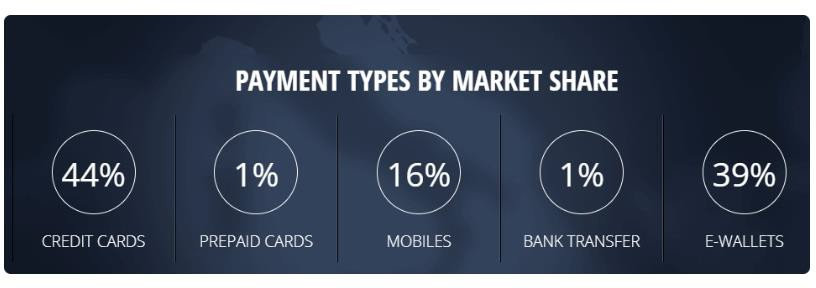 PAYMENT TYPES BY MARKET SHARE
44%
CREDIT CARDS
1%
PREPAID CARDS
16%
MOBILES
1%
BANK TRANSFER
39%
E-WALLETS